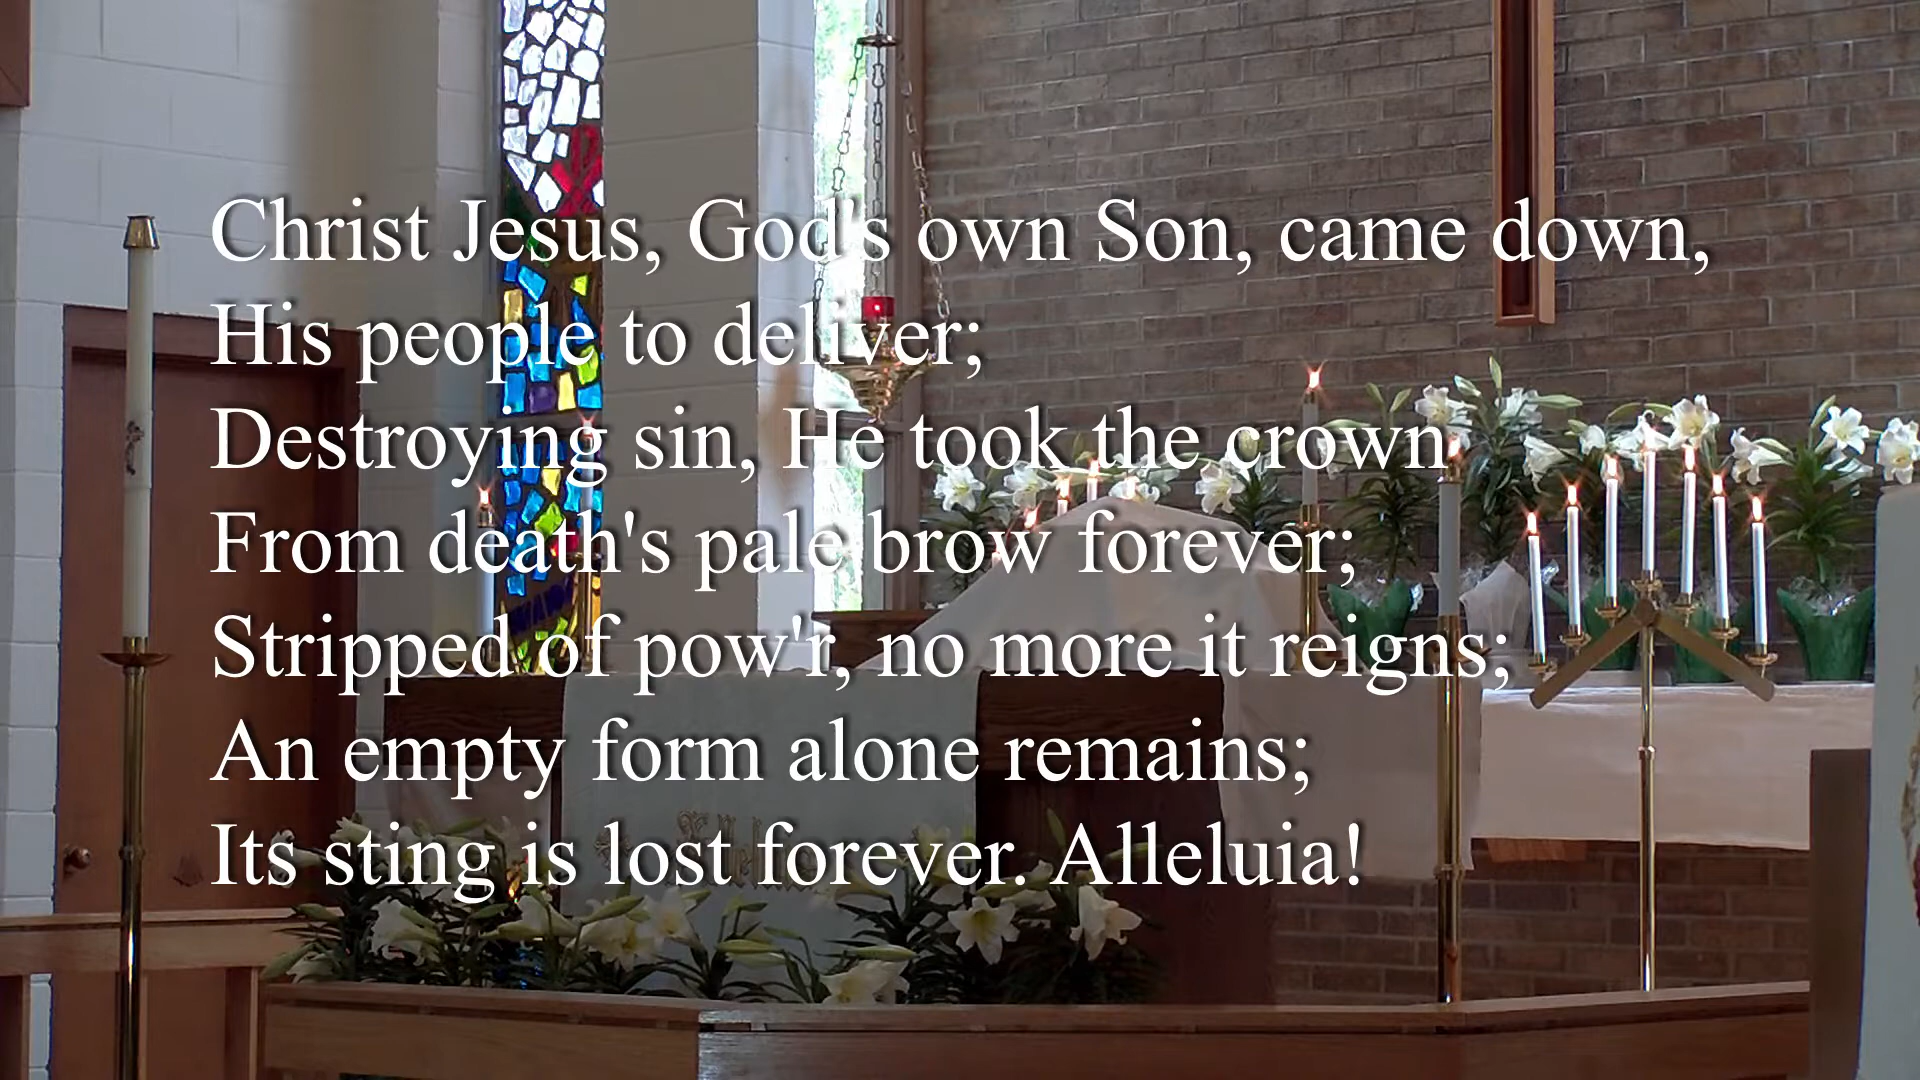 Christ Jesus, God's own Son, came down,
His people to deliver;
Destroying sin, He took the crown
From death's pale brow forever;
Stripped of pow'r, no more it reigns;
An empty form alone remains;
Its sting is lost forever. Alleluia!